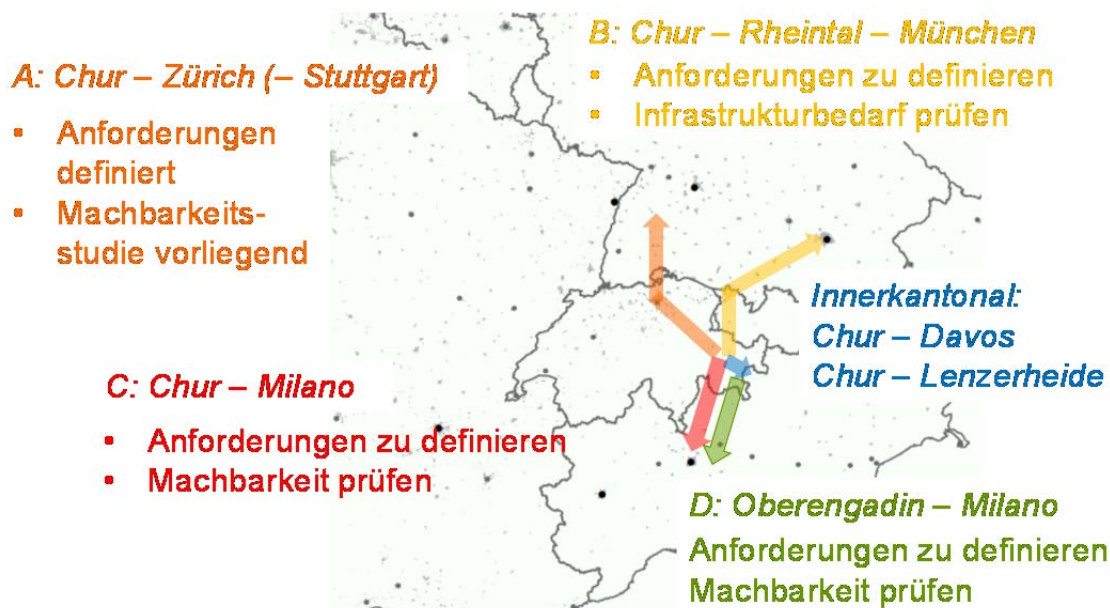 A: Chur – Zürich (– Stuttgart)
• Anforderungen
definiert
• Machbarkeits-
studie vorliegend
B: Chur – Rheintal – München
• Anforderungen zu definieren
• Infrastrukturbedarf prüfen
Innerkantonal:
Chur – Davos
Chur – Lenzerheide
C: Chur – Milano
• Anforderungen zu definieren
• Machbarkeit prüfen
D: Oberengadin – Milano
Anforderungen zu definieren
Machbarkeit prüfen